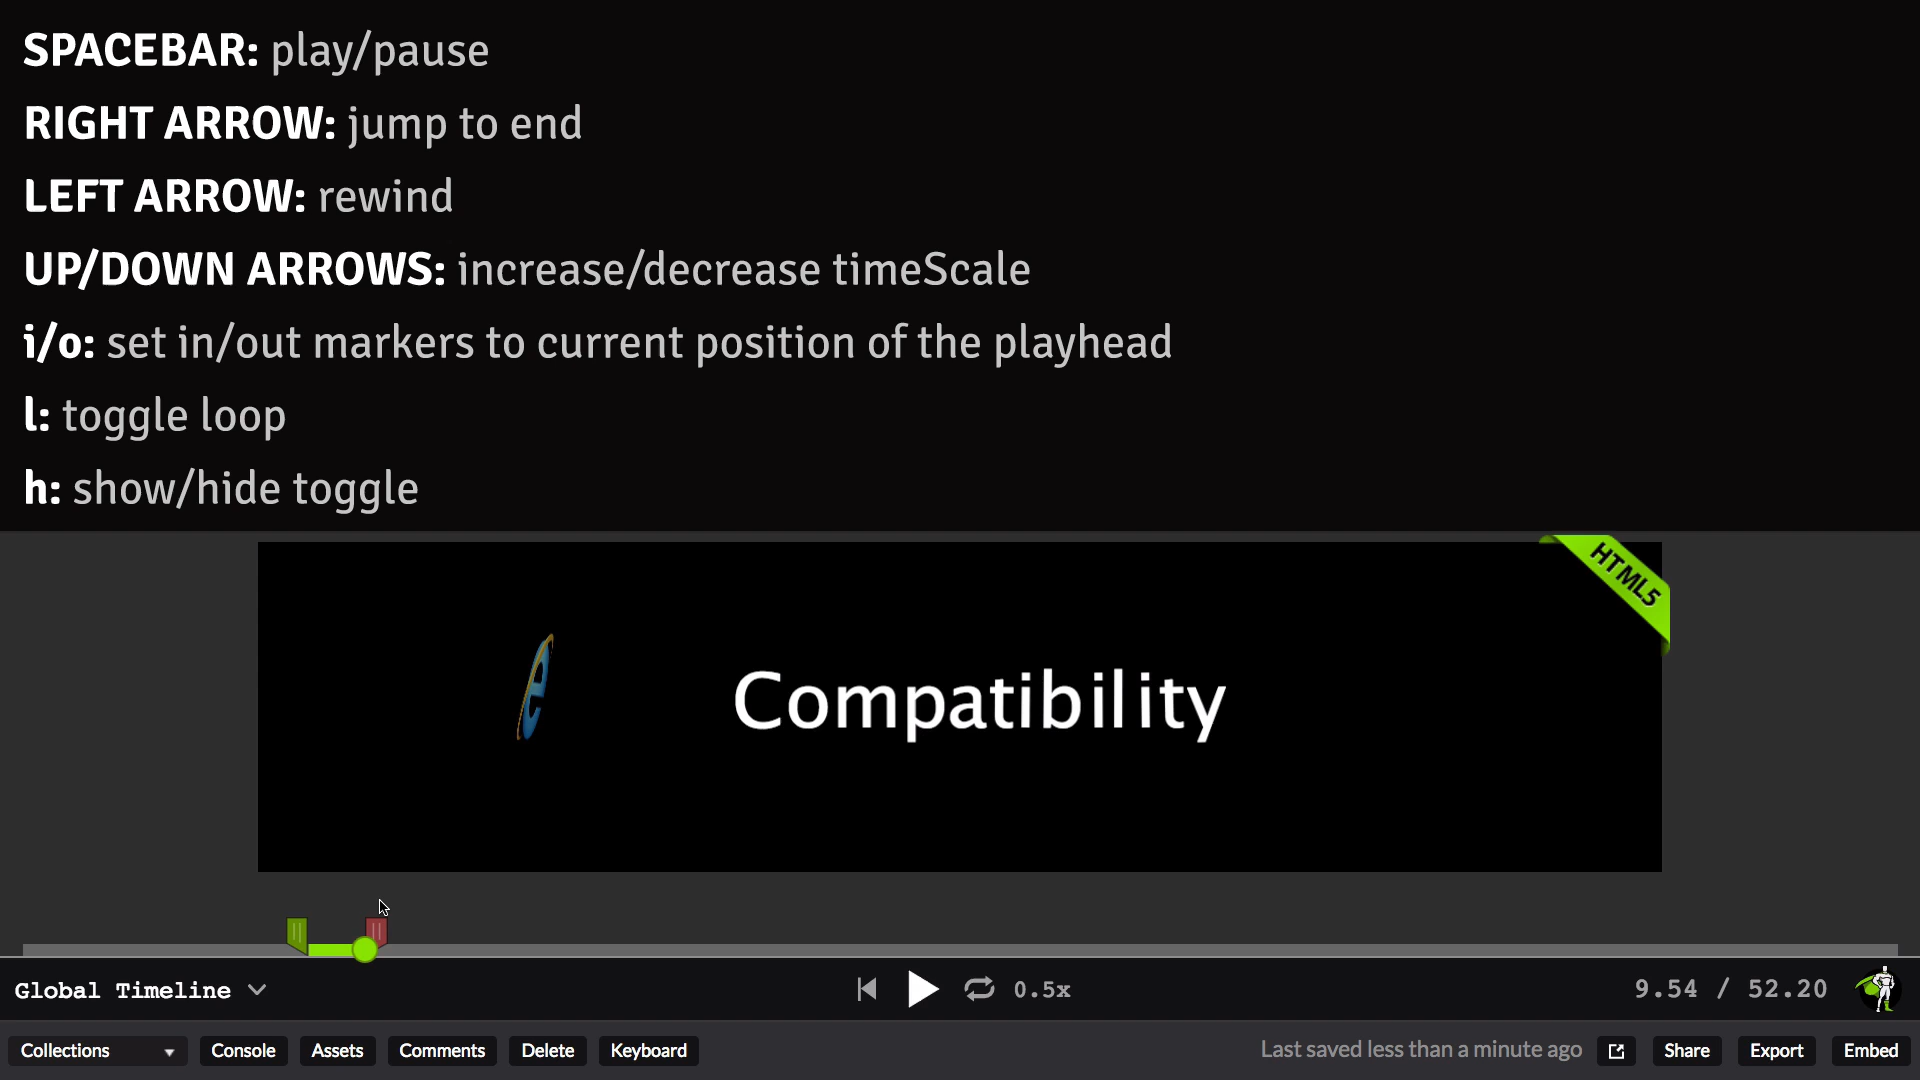 SPACEBAR: play/pause
RIGHT ARROW: jump to end
LEFT ARROW: rewind
UP/DOWN ARROWS: increase/decrease timeScale
i/o: set in/out markers to current position of the playhead
l: toggle loop
h: show/hide toggle
HTML5
Compatibility
Global Timeline 0.5x 9.54 / 52.20
Collections Console Assets Comments Delete Keyboard Last saved less than a minute ago Share Export Embed